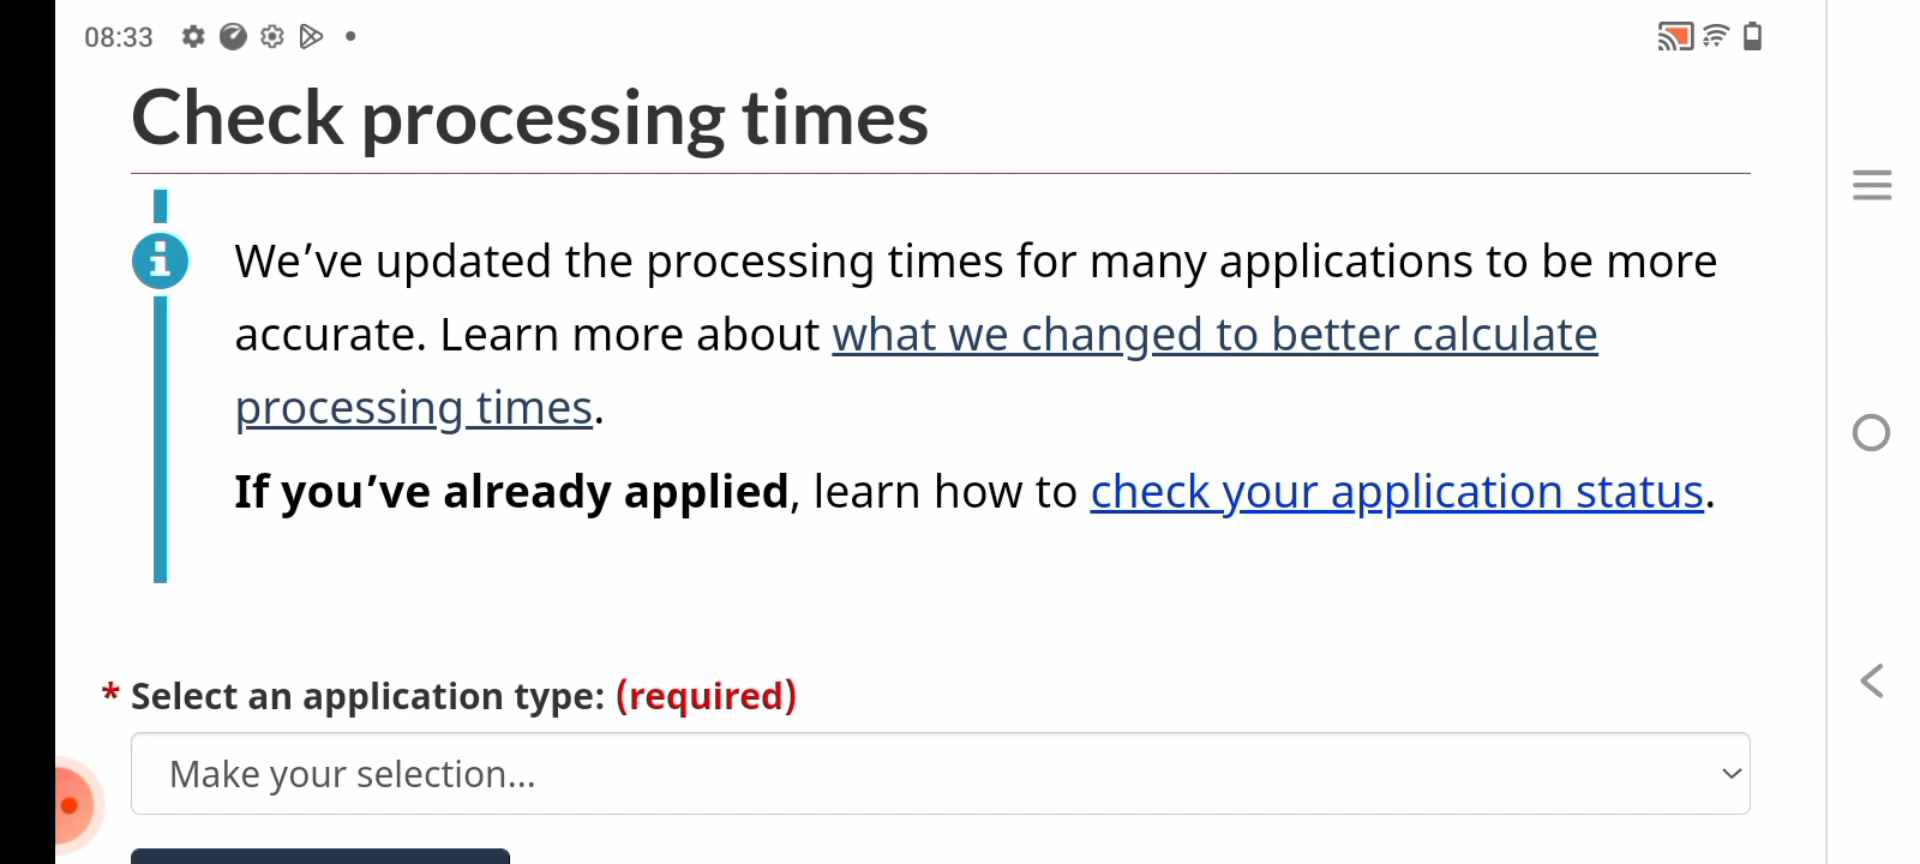 08:33
Check processing times
We’ve updated the processing times for many applications to be more
accurate. Learn more about what we changed to better calculate
processing times.
If you’ve already applied, learn how to check your application status.
* Select an application type: (required)
Make your selection...